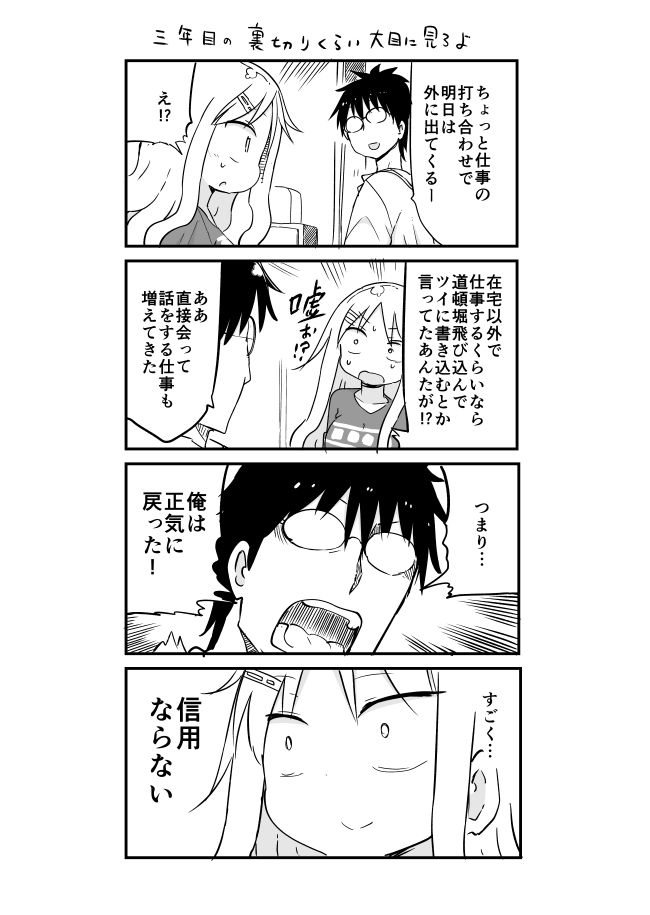 三年目の裏切りくらい大目に見ろよ
ちょっと仕事の
打ち合わせで
明日は
外に出てくるー
え!?
在宅以外で
仕事するくらいなら
道頓堀飛び込んで
ツイに書き込むとか
言ってたあんたが!?
嘘ぉ!?
ああ
直接会って
話をする仕事も
増えてきた
つまり…
俺は
正気に
戻った!
すごく…
信用
ならない